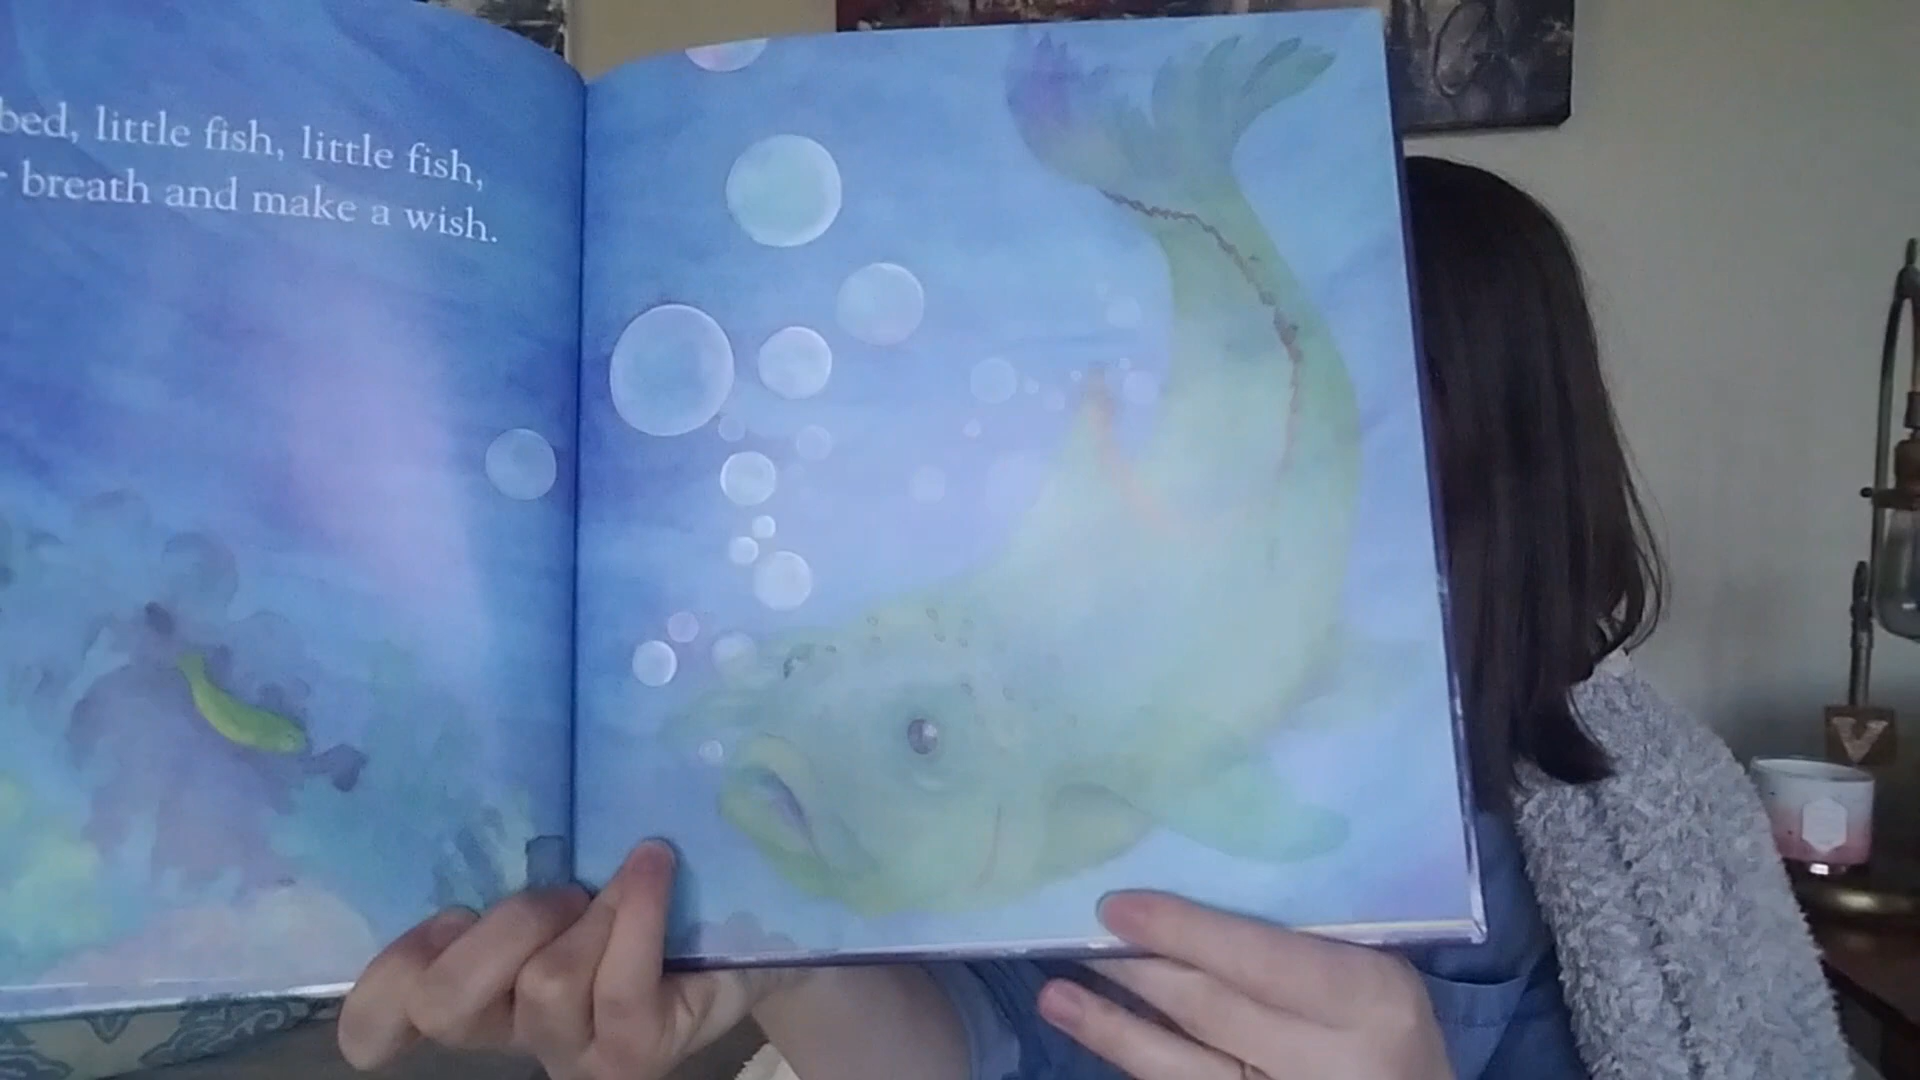 bed, little fish, little fish,
breath and make a wish.
V